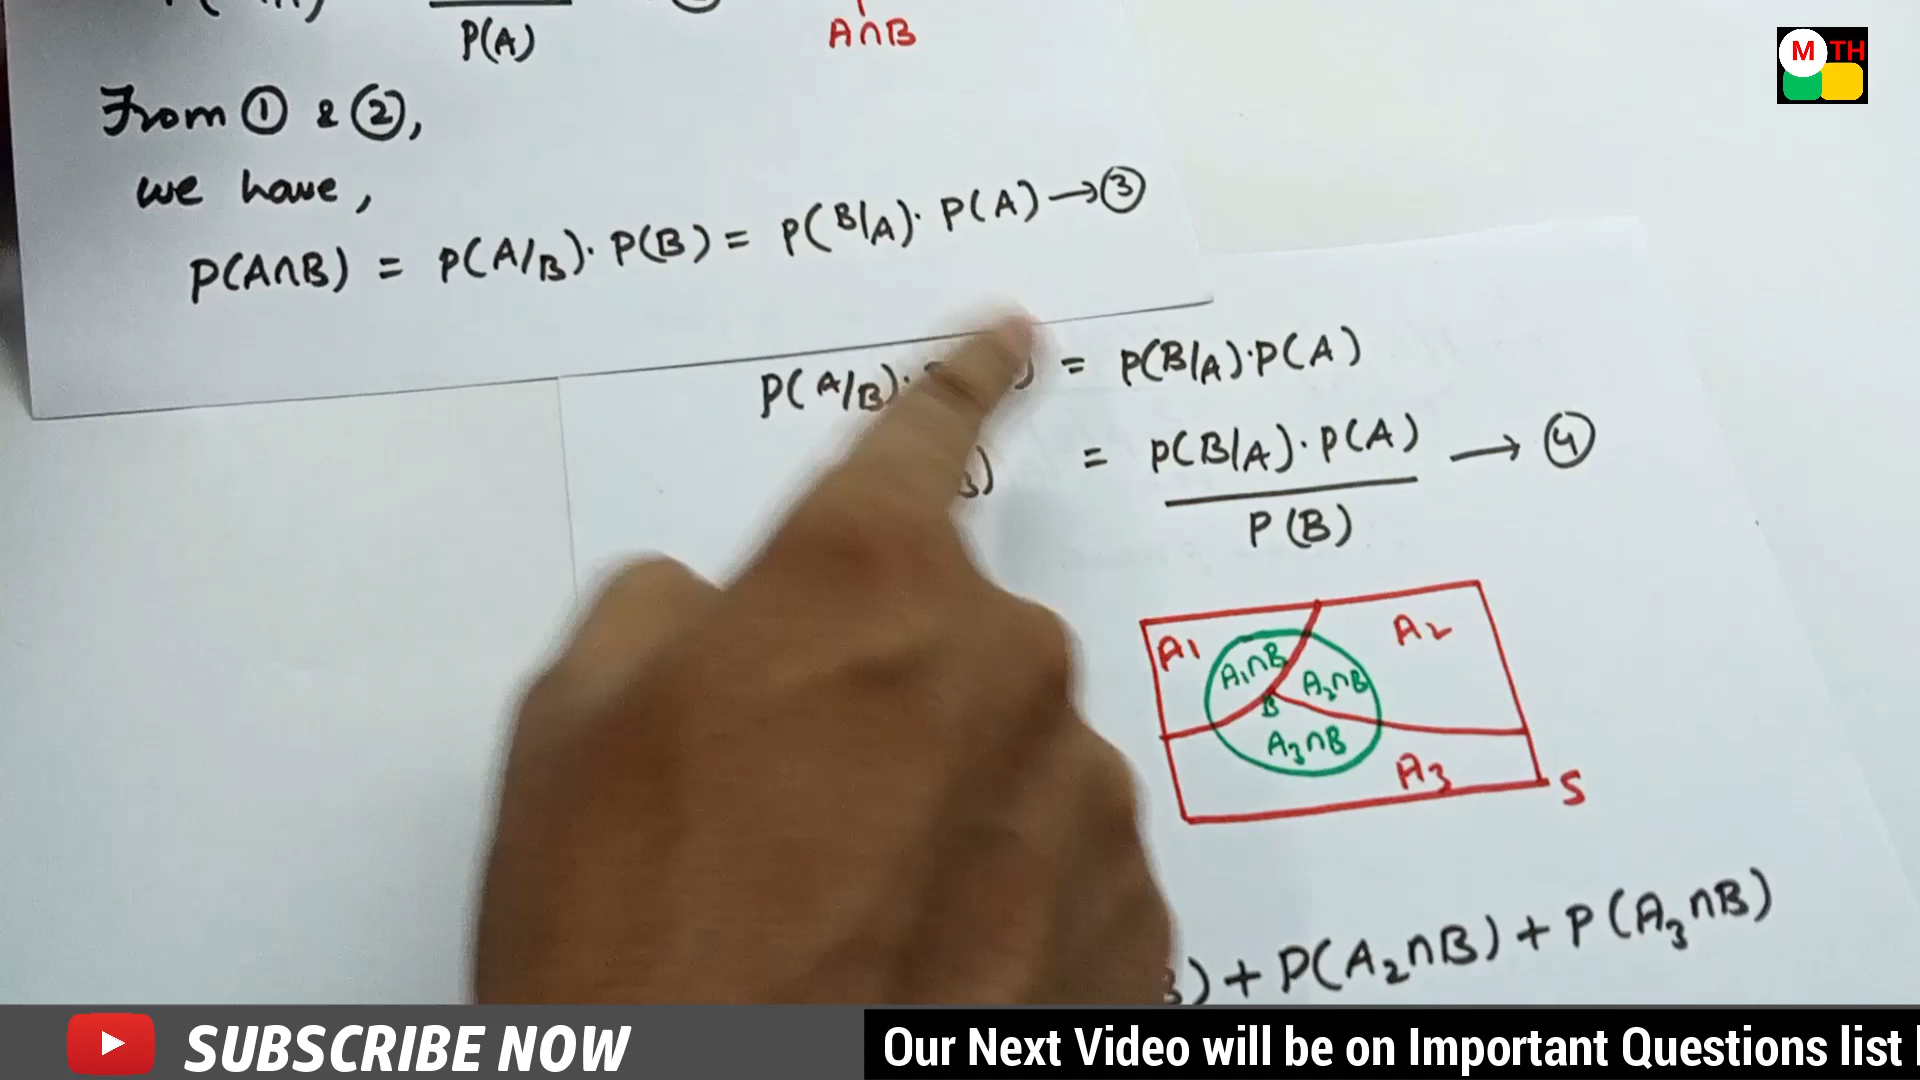 P(A)
A∩B
From ① & ②,
we have,
P(A∩B) = P(A/B)· P(B) = P(B/A)· P(A) → ③
P(A/B)· = P(B/A)·P(A)
= P(B/A)· P(A) → ④
P(B)
A1
A2
A1∩B
A2∩B
B
A3∩B
A3
S
+ P(A2∩B) + P(A3∩B)
M TH
SUBSCRIBE NOW
Our Next Video will be on Important Questions list